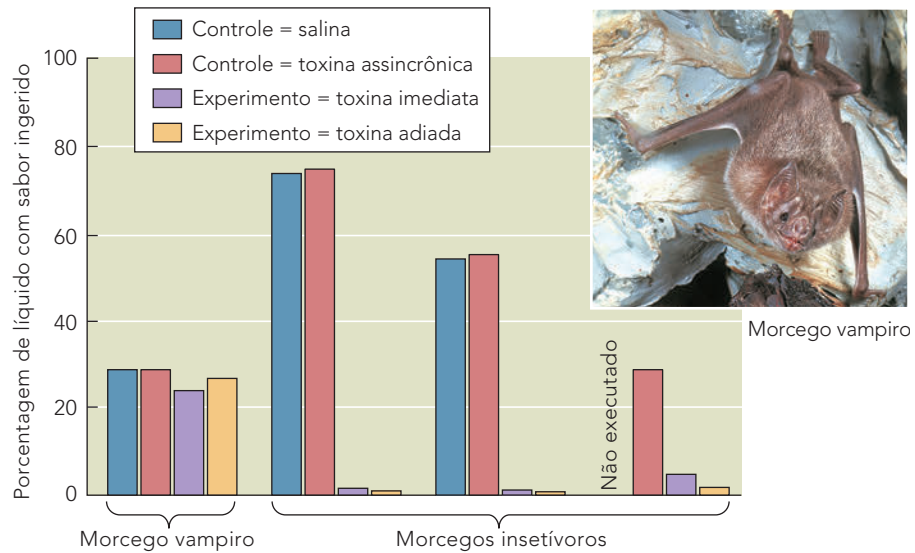 Controle = salina
Controle = toxina assincrônica
Experimento = toxina imediata
Experimento = toxina adiada
Porcentagem de líquido com sabor ingerido
100
80
60
40
20
0
Não executado
Morcego vampiro
Morcego vampiro
Morcegos insetívoros